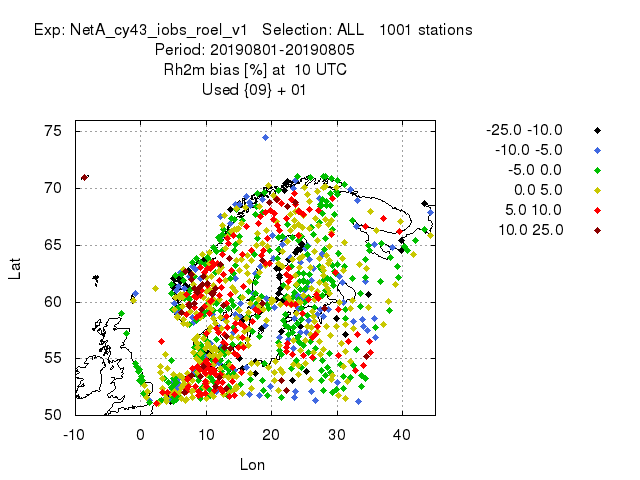 Exp: NetA_cy43_iobs_roel_v1 Selection: ALL 1001 stations
Period: 20190801-20190805
Rh2m bias [%] at 10 UTC
Used {09} + 01
75
70
65
60
55
50
-10 0 10 20 30 40
Lat
Lon
-25.0 -10.0
-10.0 -5.0
-5.0 0.0
0.0 5.0
5.0 10.0
10.0 25.0